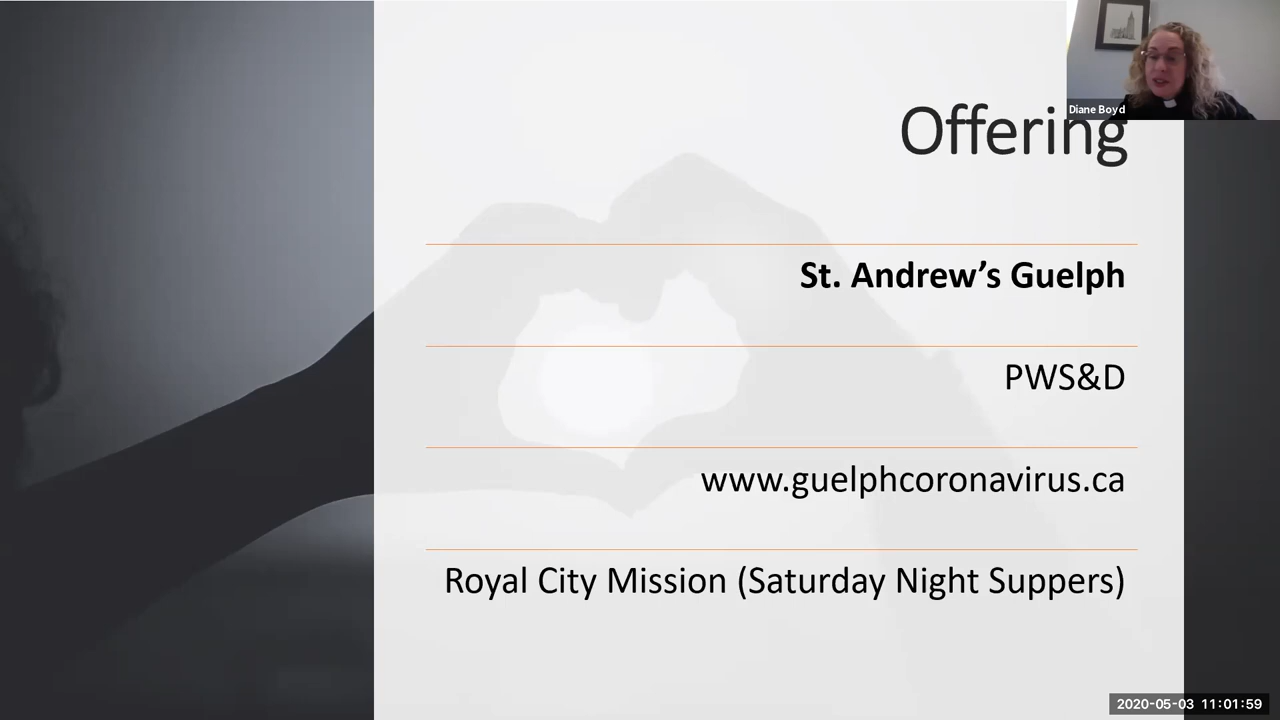 Diane Boyd
Offering
St. Andrew’s Guelph
PWS&D
www.guelphcoronavirus.ca
Royal City Mission (Saturday Night Suppers)
2020-05-03 11:01:59